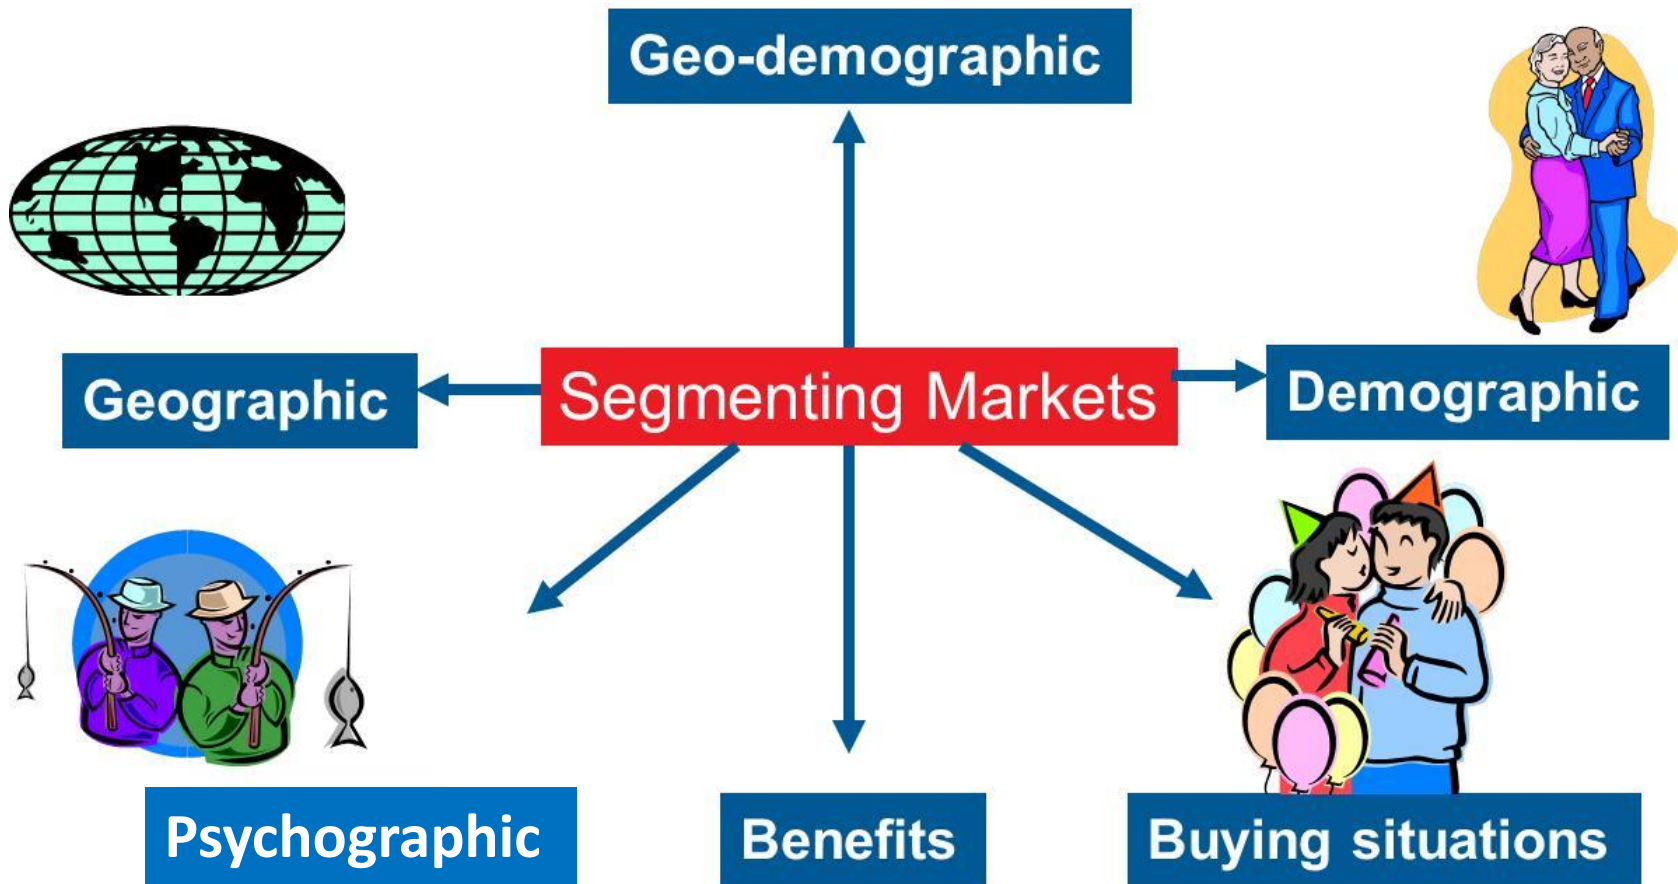 Geo-demographic
Geographic
Segmenting Markets
Demographic
Psychographic
Benefits
Buying situations